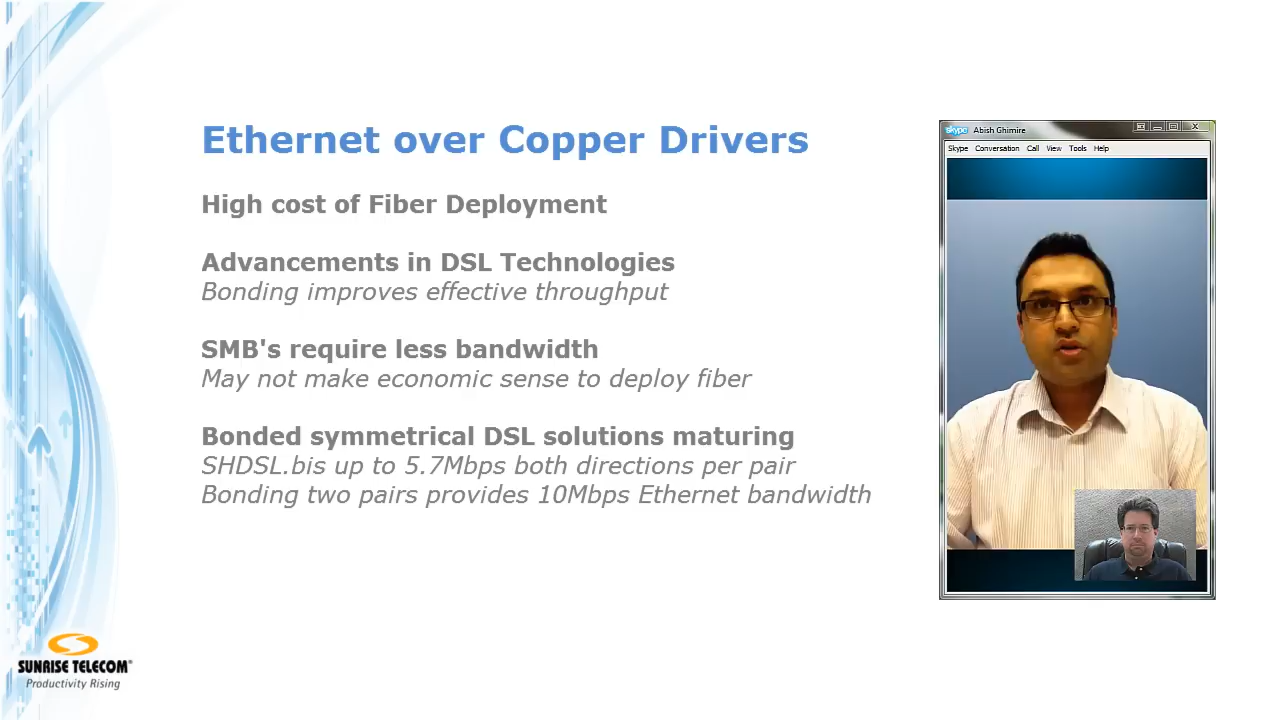 Ethernet over Copper Drivers
High cost of Fiber Deployment
Advancements in DSL Technologies
Bonding improves effective throughput
SMB's require less bandwidth
May not make economic sense to deploy fiber
Bonded symmetrical DSL solutions maturing
SHDSL.bis up to 5.7Mbps both directions per pair
Bonding two pairs provides 10Mbps Ethernet bandwidth
skype Abish Ghimire
Skype Conversation Call View Tools Help
SUNRISE TELECOM®
Productivity Rising